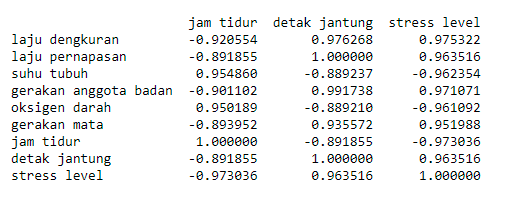 jam tidur detak jantung stress level
laju dengkuran -0.920554 0.976268 0.975322
laju pernapasan -0.891855 1.000000 0.963516
suhu tubuh 0.954860 -0.889237 -0.962354
gerakan anggota badan -0.901102 0.991738 0.971071
oksigen darah 0.950189 -0.889210 -0.961092
gerakan mata -0.893952 0.935572 0.951988
jam tidur 1.000000 -0.891855 -0.973036
detak jantung -0.891855 1.000000 0.963516
stress level -0.973036 0.963516 1.000000